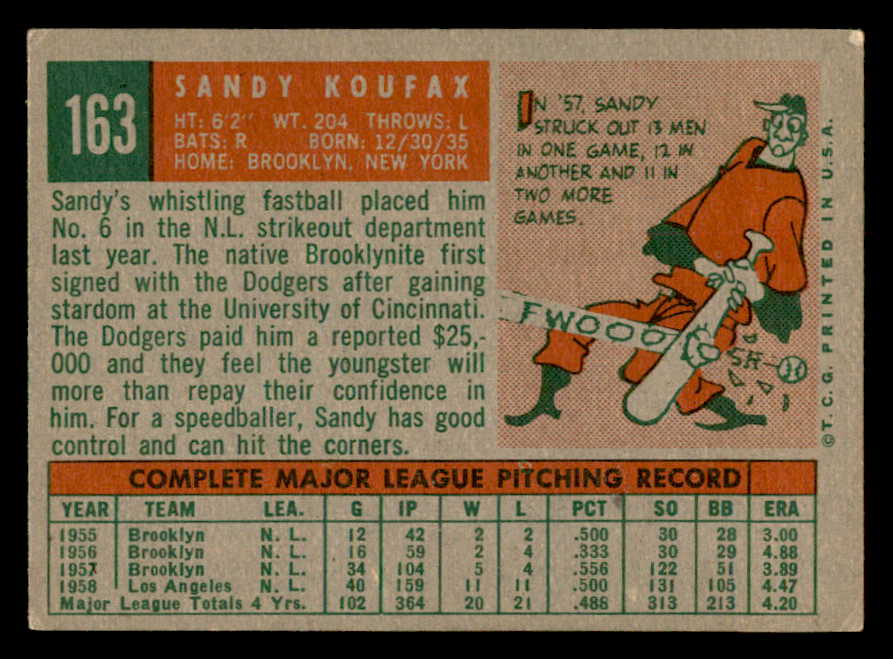 163
SANDY KOUFAX
HT: 6'2" WT. 204 THROWS: L
BATS: R BORN: 12/30/35
HOME: BROOKLYN, NEW YORK
Sandy's whistling fastball placed him
No. 6 in the N.L. strikeout department
last year. The native Brooklynite first
signed with the Dodgers after gaining
stardom at the University of Cincinnati.
The Dodgers paid him a reported $25,-
000 and they feel the youngster will
more than repay their confidence in
him. For a speedballer, Sandy has good
control and can hit the corners.
IN '57, SANDY
STRUCK OUT 13 MEN
IN ONE GAME, 12 IN
ANOTHER AND 11 IN
TWO MORE
GAMES.
FWOOO
©T.C.G. PRINTED IN U.S.A.
COMPLETE MAJOR LEAGUE PITCHING RECORD
YEAR TEAM LEA. G IP W L PCT SO BB ERA
1955 Brooklyn N. L. 12 42 2 2 .500 30 28 3.00
1956 Brooklyn N. L. 16 59 2 4 .333 30 29 4.88
1957 Brooklyn N. L. 34 104 5 4 .556 122 51 3.89
1958 Los Angeles N. L. 40 159 11 11 .500 131 105 4.47
Major League Totals 4 Yrs. 102 364 20 21 .488 313 213 4.20